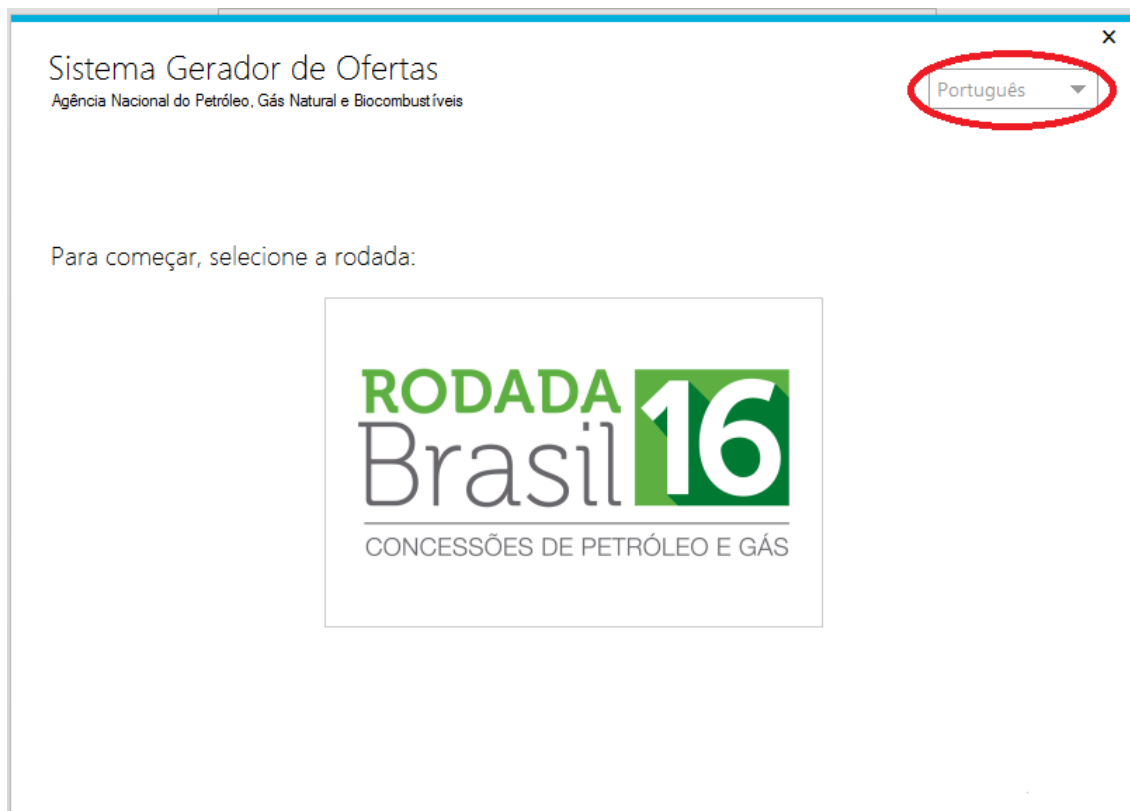 Sistema Gerador de Ofertas
Agência Nacional do Petróleo, Gás Natural e Biocombustíveis
Português
Para começar, selecione a rodada:
RODADA
Brasil 16
CONCESSÕES DE PETRÓLEO E GÁS